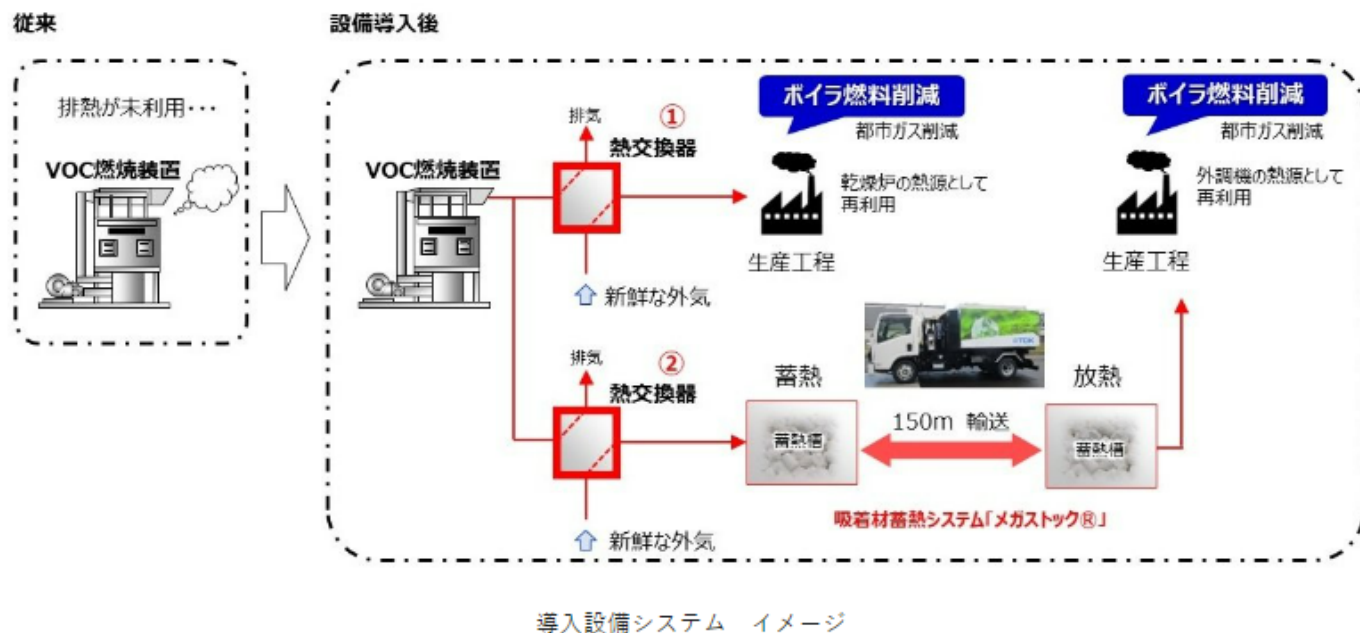 従来
設備導入後
排熱が未利用･･･
VOC燃焼装置
VOC燃焼装置
排気
①
熱交換器
新鮮な外気
ボイラ燃料削減
都市ガス削減
乾燥炉の熱源として
再利用
生産工程
ボイラ燃料削減
都市ガス削減
外調機の熱源として
再利用
生産工程
排気
②
熱交換器
新鮮な外気
蓄熱
蓄熱槽
TDK
150m 輸送
放熱
蓄熱槽
吸着材蓄熱システム｢メガストック®｣
導入設備システム　イメージ